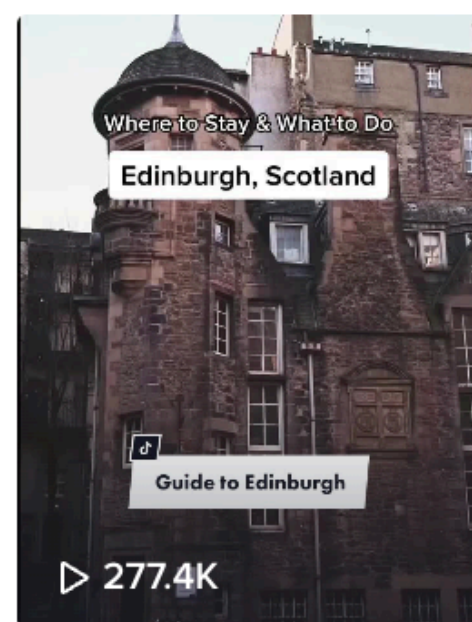 Where to Stay & What to Do
Edinburgh, Scotland
Guide to Edinburgh
277.4K